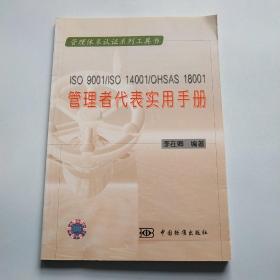 管理体系认证系列工具书
ISO 9001/ISO 14001/OHSAS 18001
管理者代表实用手册
李在卿 编著
中国标准出版社